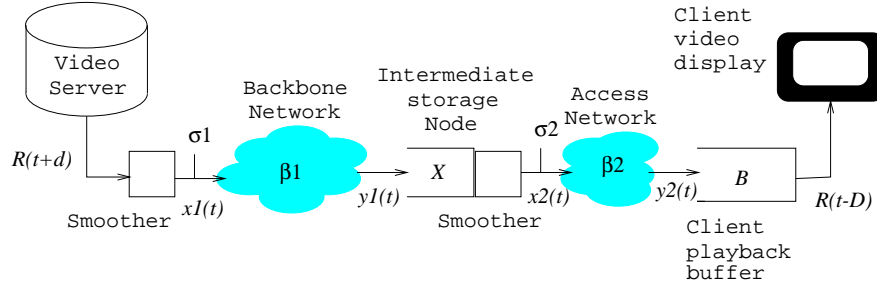 Video
Server
R(t+d)
Smoother
σ1
x1(t)
Backbone
Network
β1
y1(t)
Intermediate
storage
Node
X
Smoother
σ2
x2(t)
Access
Network
β2
y2(t)
B
Client
playback
buffer
R(t-D)
Client
video
display